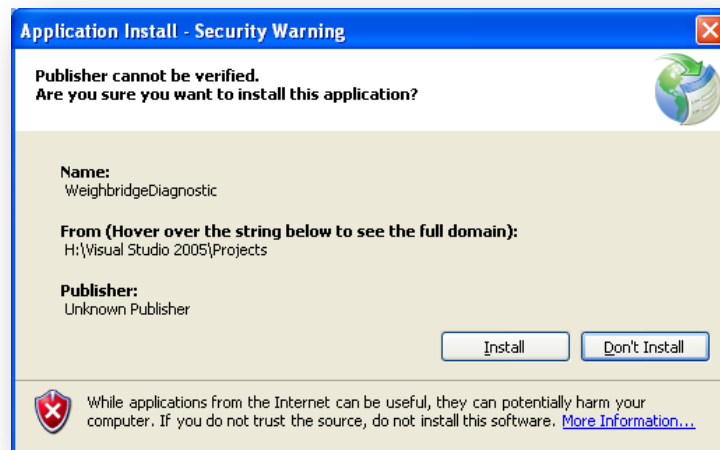 Application Install - Security Warning
Publisher cannot be verified.
Are you sure you want to install this application?
Name:
WeighbridgeDiagnostic
From (Hover over the string below to see the full domain):
H:\Visual Studio 2005\Projects
Publisher:
Unknown Publisher
Install
Don't Install
While applications from the Internet can be useful, they can potentially harm your
computer. If you do not trust the source, do not install this software. More Information...